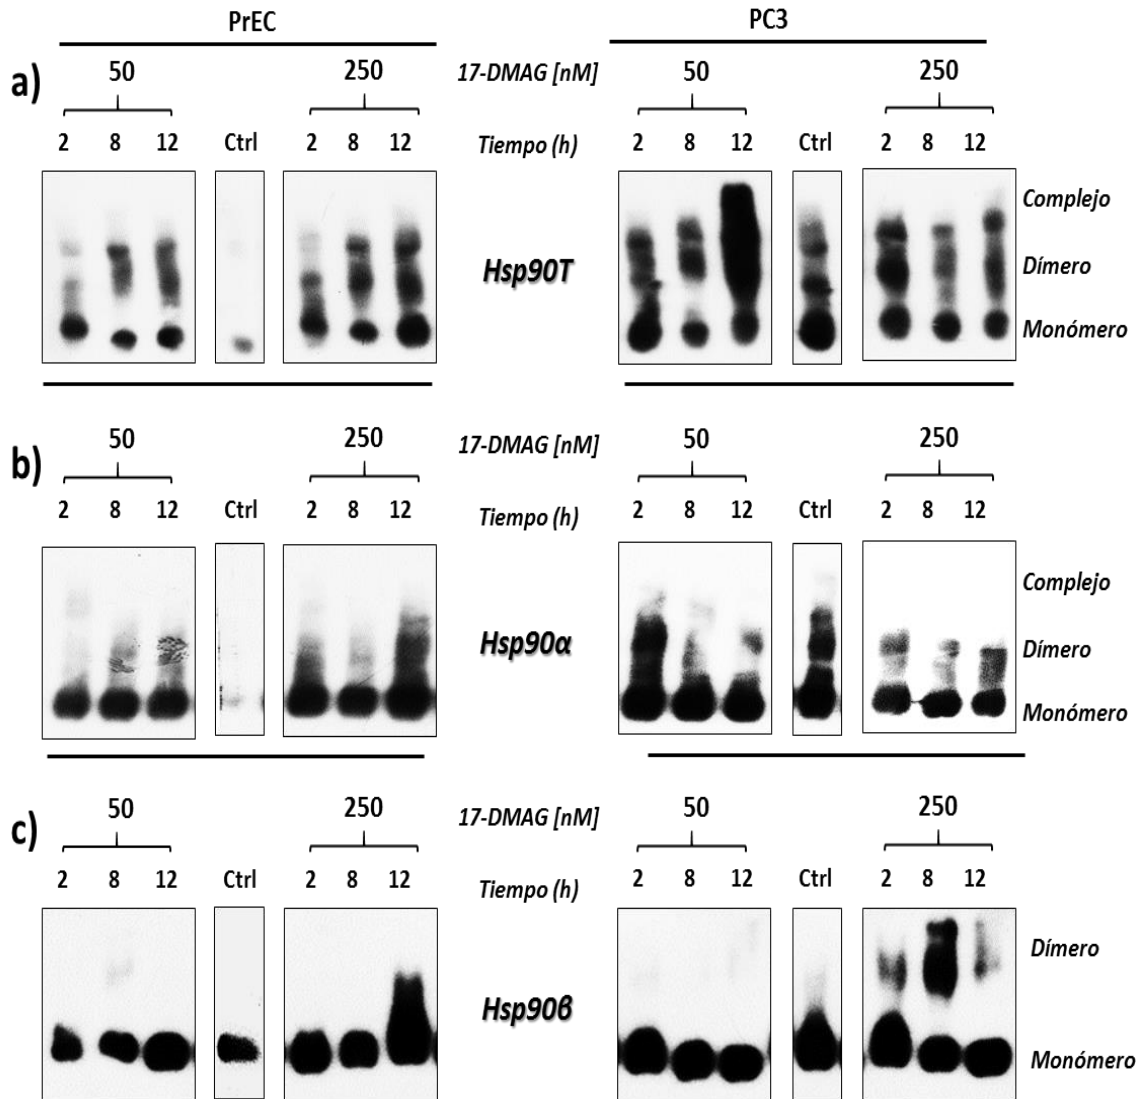 PrEC PC3
a) 50 250 17-DMAG [nM] 50 250
2 8 12 Ctrl 2 8 12 Tiempo (h) 2 8 12 Ctrl 2 8 12
Complejo
Hsp90T Dímero
Monómero
b) 50 250 17-DMAG [nM] 50 250
2 8 12 Ctrl 2 8 12 Tiempo (h) 2 8 12 Ctrl 2 8 12
Complejo
Hsp90α Dímero
Monómero
c) 50 250 17-DMAG [nM] 50 250
2 8 12 Ctrl 2 8 12 Tiempo (h) 2 8 12 Ctrl 2 8 12
Dímero
Hsp90β
Monómero